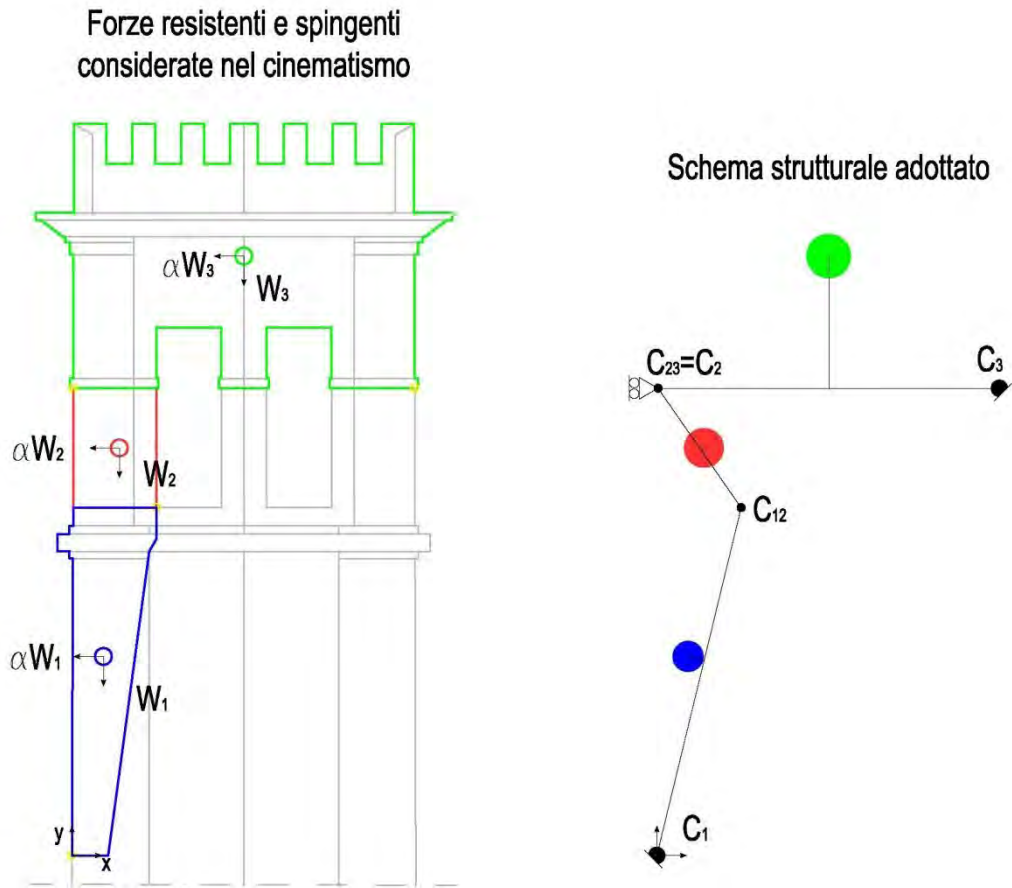 Forze resistenti e spingenti
considerate nel cinematismo
Schema strutturale adottato
αW₃
W₃
C₂₃=C₂
C₃
αW₂
W₂
C₁₂
αW₁
W₁
y
x
C₁